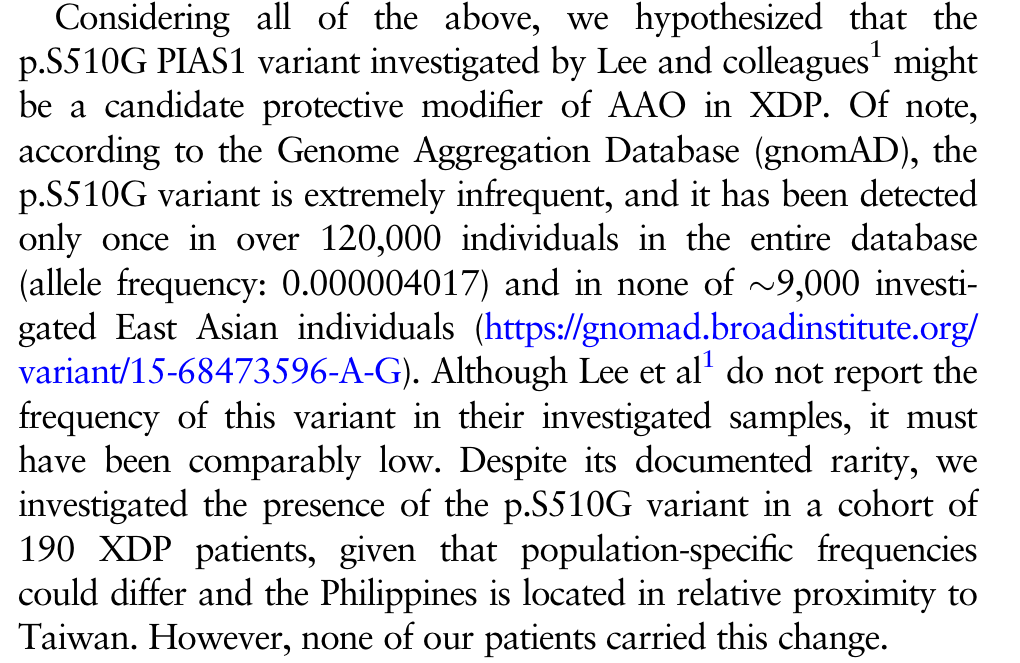 Considering all of the above, we hypothesized that the
p.S510G PIAS1 variant investigated by Lee and colleagues1 might
be a candidate protective modifier of AAO in XDP. Of note,
according to the Genome Aggregation Database (gnomAD), the
p.S510G variant is extremely infrequent, and it has been detected
only once in over 120,000 individuals in the entire database
(allele frequency: 0.000004017) and in none of ~9,000 investi-
gated East Asian individuals (https://gnomad.broadinstitute.org/
variant/15-68473596-A-G). Although Lee et al1 do not report the
frequency of this variant in their investigated samples, it must
have been comparably low. Despite its documented rarity, we
investigated the presence of the p.S510G variant in a cohort of
190 XDP patients, given that population-specific frequencies
could differ and the Philippines is located in relative proximity to
Taiwan. However, none of our patients carried this change.